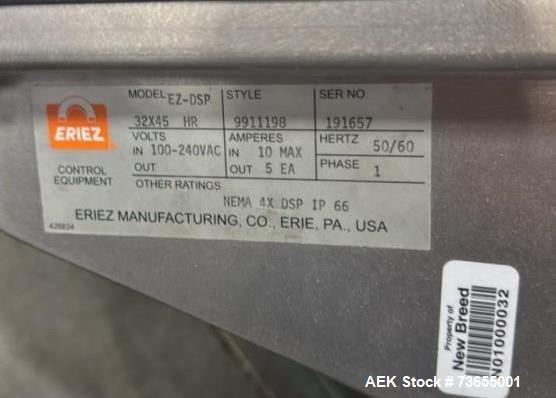 ERIEZ
CONTROL
EQUIPMENT
MODEL EZ-DSP STYLE SER NO
32X45 HR 9911198 191657
VOLTS AMPERES HERTZ 50/60
IN 100-240VAC IN 10 MAX
OUT OUT 5 EA PHASE 1
OTHER RATINGS
NEMA 4X DSP IP 66
ERIEZ MANUFACTURING, CO., ERIE, PA., USA
426834
Property of
New Breed
N01000032
AEK Stock # 73655001